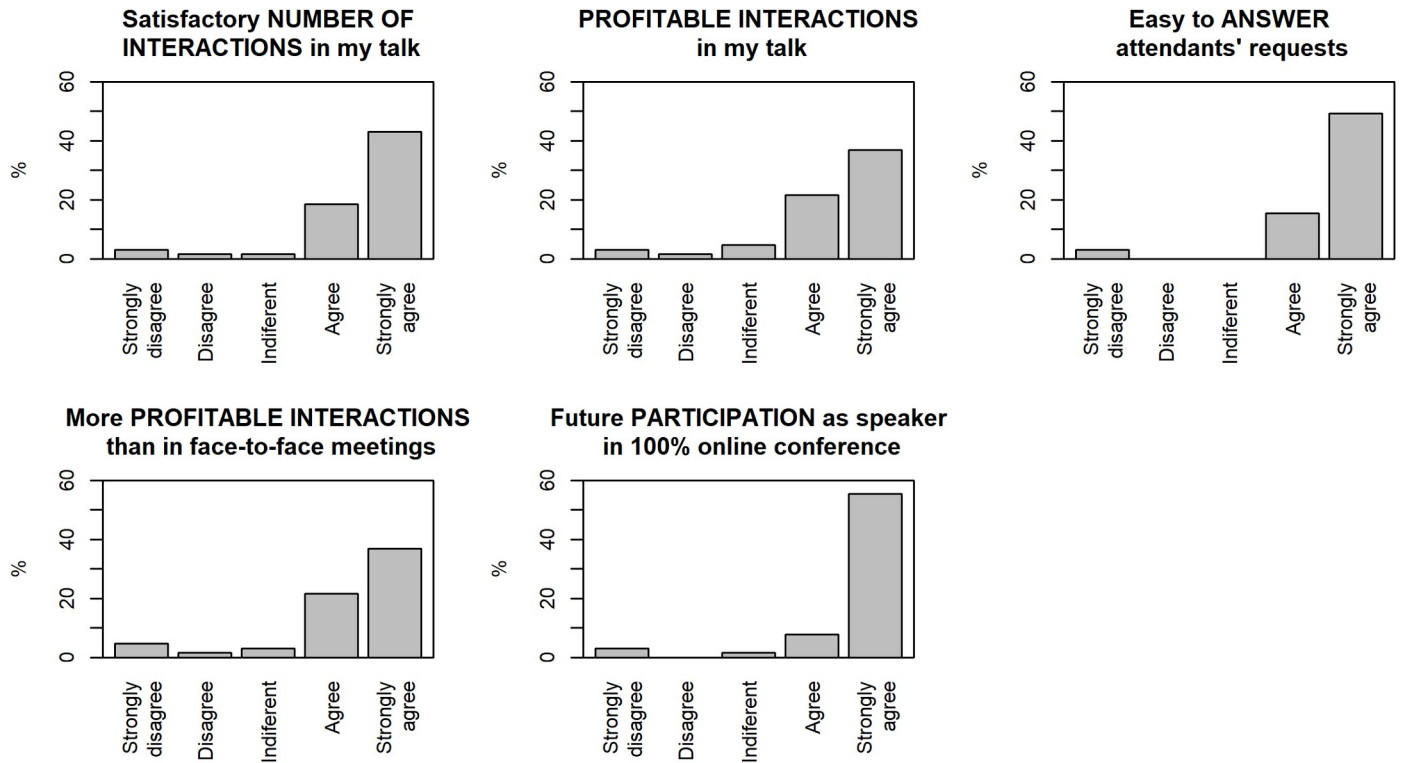 Satisfactory NUMBER OF
INTERACTIONS in my talk
%
0
20
40
60
Strongly
disagree
Disagree
Indiferent
Agree
Strongly
agree
PROFITABLE INTERACTIONS
in my talk
%
0
20
40
60
Strongly
disagree
Disagree
Indiferent
Agree
Strongly
agree
Easy to ANSWER
attendants' requests
%
0
20
40
60
Strongly
disagree
Disagree
Indiferent
Agree
Strongly
agree
More PROFITABLE INTERACTIONS
than in face-to-face meetings
%
0
20
40
60
Strongly
disagree
Disagree
Indiferent
Agree
Strongly
agree
Future PARTICIPATION as speaker
in 100% online conference
%
0
20
40
60
Strongly
disagree
Disagree
Indiferent
Agree
Strongly
agree